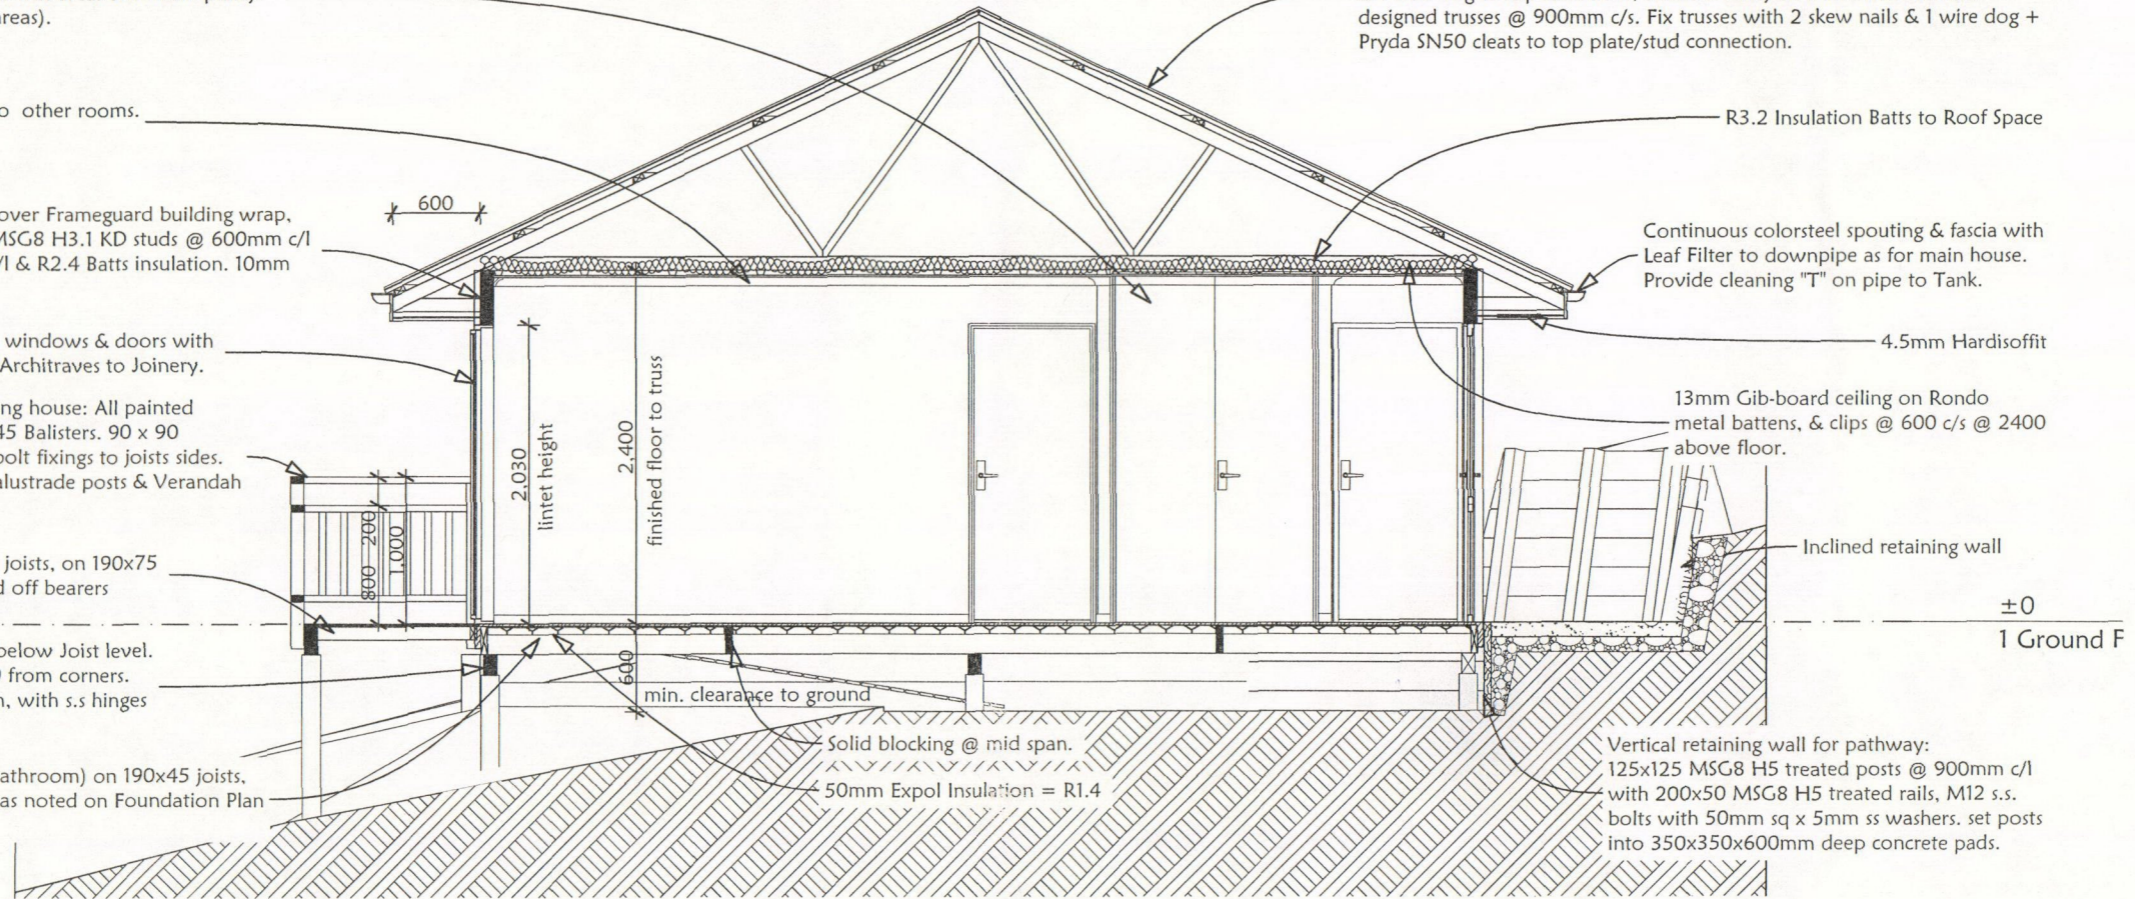 areas).
other rooms.
over Frameguard building wrap,
MSG8 H3.1 KD studs @ 600mm c/l
& R2.4 Batts insulation. 10mm
windows & doors with
Architraves to Joinery.
house: All painted
45 Balisters. 90 x 90
bolt fixings to joists sides.
balustrade posts & Verandah
joists, on 190x75
off bearers
below Joist level.
from corners.
with s.s hinges
bathroom) on 190x45 joists,
as noted on Foundation Plan
600
2,030
lintet height
2,400
finished floor to truss
800
200
1,000
600
min. clearance to ground
Solid blocking @ mid span.
50mm Expol Insulation = R1.4
designed trusses @ 900mm c/s. Fix trusses with 2 skew nails & 1 wire dog +
Pryda SN50 cleats to top plate/stud connection.
R3.2 Insulation Batts to Roof Space
Continuous colorsteel spouting & fascia with
Leaf Filter to downpipe as for main house.
Provide cleaning "T" on pipe to Tank.
4.5mm Hardisoffit
13mm Gib-board ceiling on Rondo
metal battens, & clips @ 600 c/s @ 2400
above floor.
Inclined retaining wall
±0
1 Ground F
Vertical retaining wall for pathway:
125x125 MSG8 H5 treated posts @ 900mm c/l
with 200x50 MSG8 H5 treated rails, M12 s.s.
bolts with 50mm sq x 5mm ss washers. set posts
into 350x350x600mm deep concrete pads.